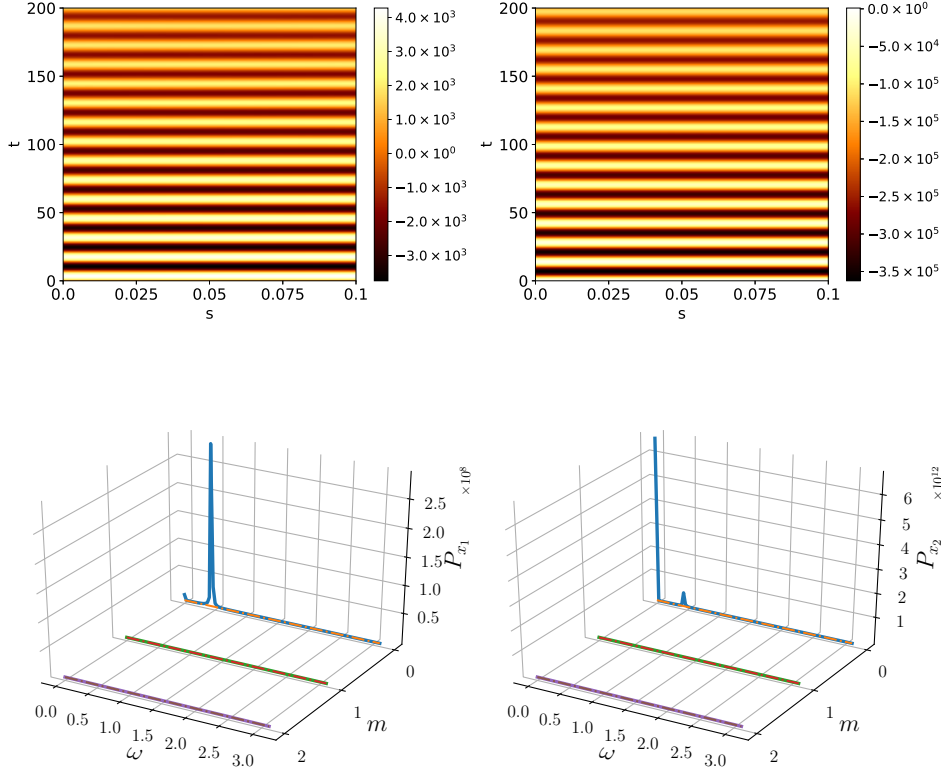 200
150
100
50
0
t
0.0 0.025 0.05 0.075 0.1
s
4.0 × 10³
3.0 × 10³
2.0 × 10³
1.0 × 10³
0.0 × 10⁰
−1.0 × 10³
−2.0 × 10³
−3.0 × 10³
200
150
100
50
0
t
0.0 0.025 0.05 0.075 0.1
s
0.0 × 10⁰
−5.0 × 10⁴
−1.0 × 10⁵
−1.5 × 10⁵
−2.0 × 10⁵
−2.5 × 10⁵
−3.0 × 10⁵
−3.5 × 10⁵
×10⁸
2.5
2.0
1.5
1.0
0.5
P_{x_1}
0
1
2
m
0.0 0.5 1.0 1.5 2.0 2.5 3.0
ω
×10¹²
6
5
4
3
2
1
P_{x_2}
0
1
2
m
0.0 0.5 1.0 1.5 2.0 2.5 3.0
ω